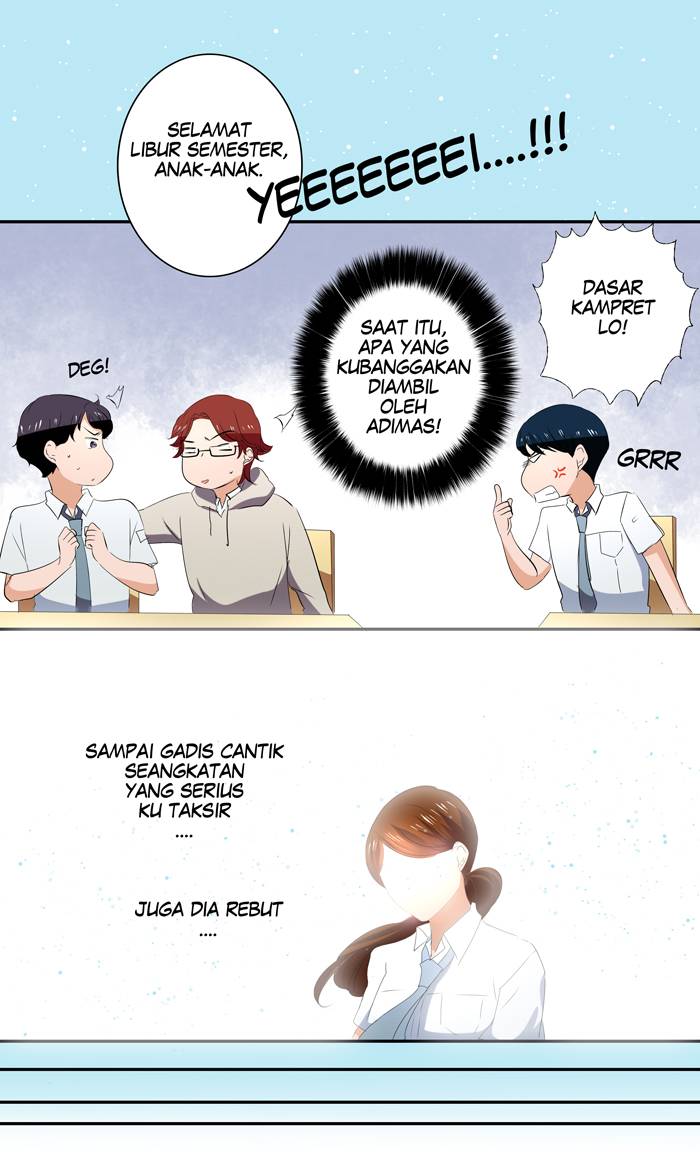 SELAMAT
LIBUR SEMESTER,
ANAK-ANAK.
YEEEEEEEI....!!!
DASAR
KAMPRET
LO!
SAAT ITU,
APA YANG
KUBANGGAKAN
DIAMBIL
OLEH
ADIMAS!
DEG!
GRRR
SAMPAI GADIS CANTIK
SEANGKATAN
YANG SERIUS
KU TAKSIR
....
JUGA DIA REBUT
....